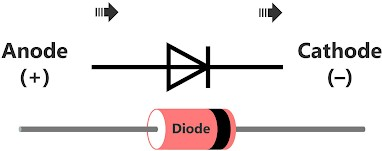 Anode
(+)
Cathode
(–)
Diode